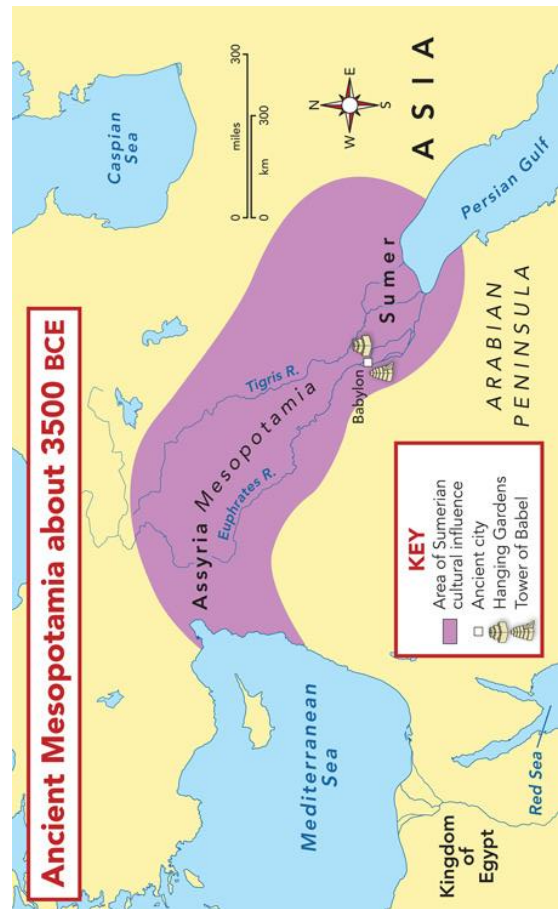 Ancient Mesopotamia about 3500 BCE
Caspian
Sea
miles
0
300
0
300
km
N
W
E
S
ASIA
Tigris R.
Assyria
Mesopotamia
Euphrates R.
Mediterranean
Sea
Babylon
Sumer
Persian Gulf
ARABIAN
PENINSULA
Kingdom
of
Egypt
Red Sea
KEY
Area of Sumerian
cultural influence
Ancient city
Hanging Gardens
Tower of Babel